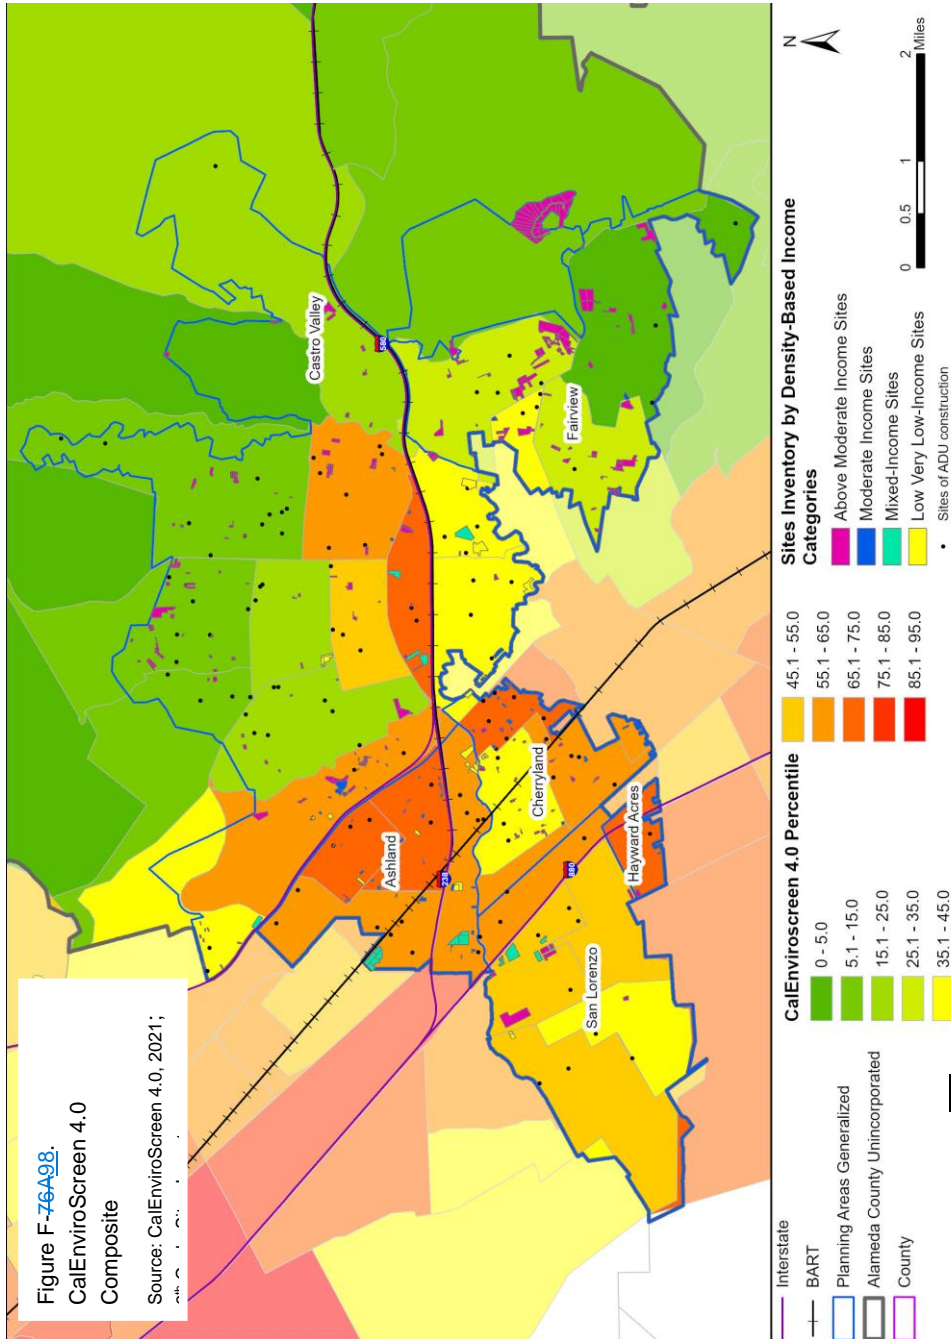 Figure F-76A98.
CalEnviroScreen 4.0
Composite
Source: CalEnviroScreen 4.0, 2021;
Castro Valley
580
Fairview
Ashland
238
Cherryland
Hayward Acres
880
San Lorenzo
N
0
0.5
1
2
Miles
Interstate
BART
Planning Areas Generalized
Alameda County Unincorporated
County
CalEnviroscreen 4.0 Percentile
0 - 5.0
5.1 - 15.0
15.1 - 25.0
25.1 - 35.0
35.1 - 45.0
45.1 - 55.0
55.1 - 65.0
65.1 - 75.0
75.1 - 85.0
85.1 - 95.0
Sites Inventory by Density-Based Income
Categories
Above Moderate Income Sites
Moderate Income Sites
Mixed-Income Sites
Low Very Low-Income Sites
Sites of ADU construction